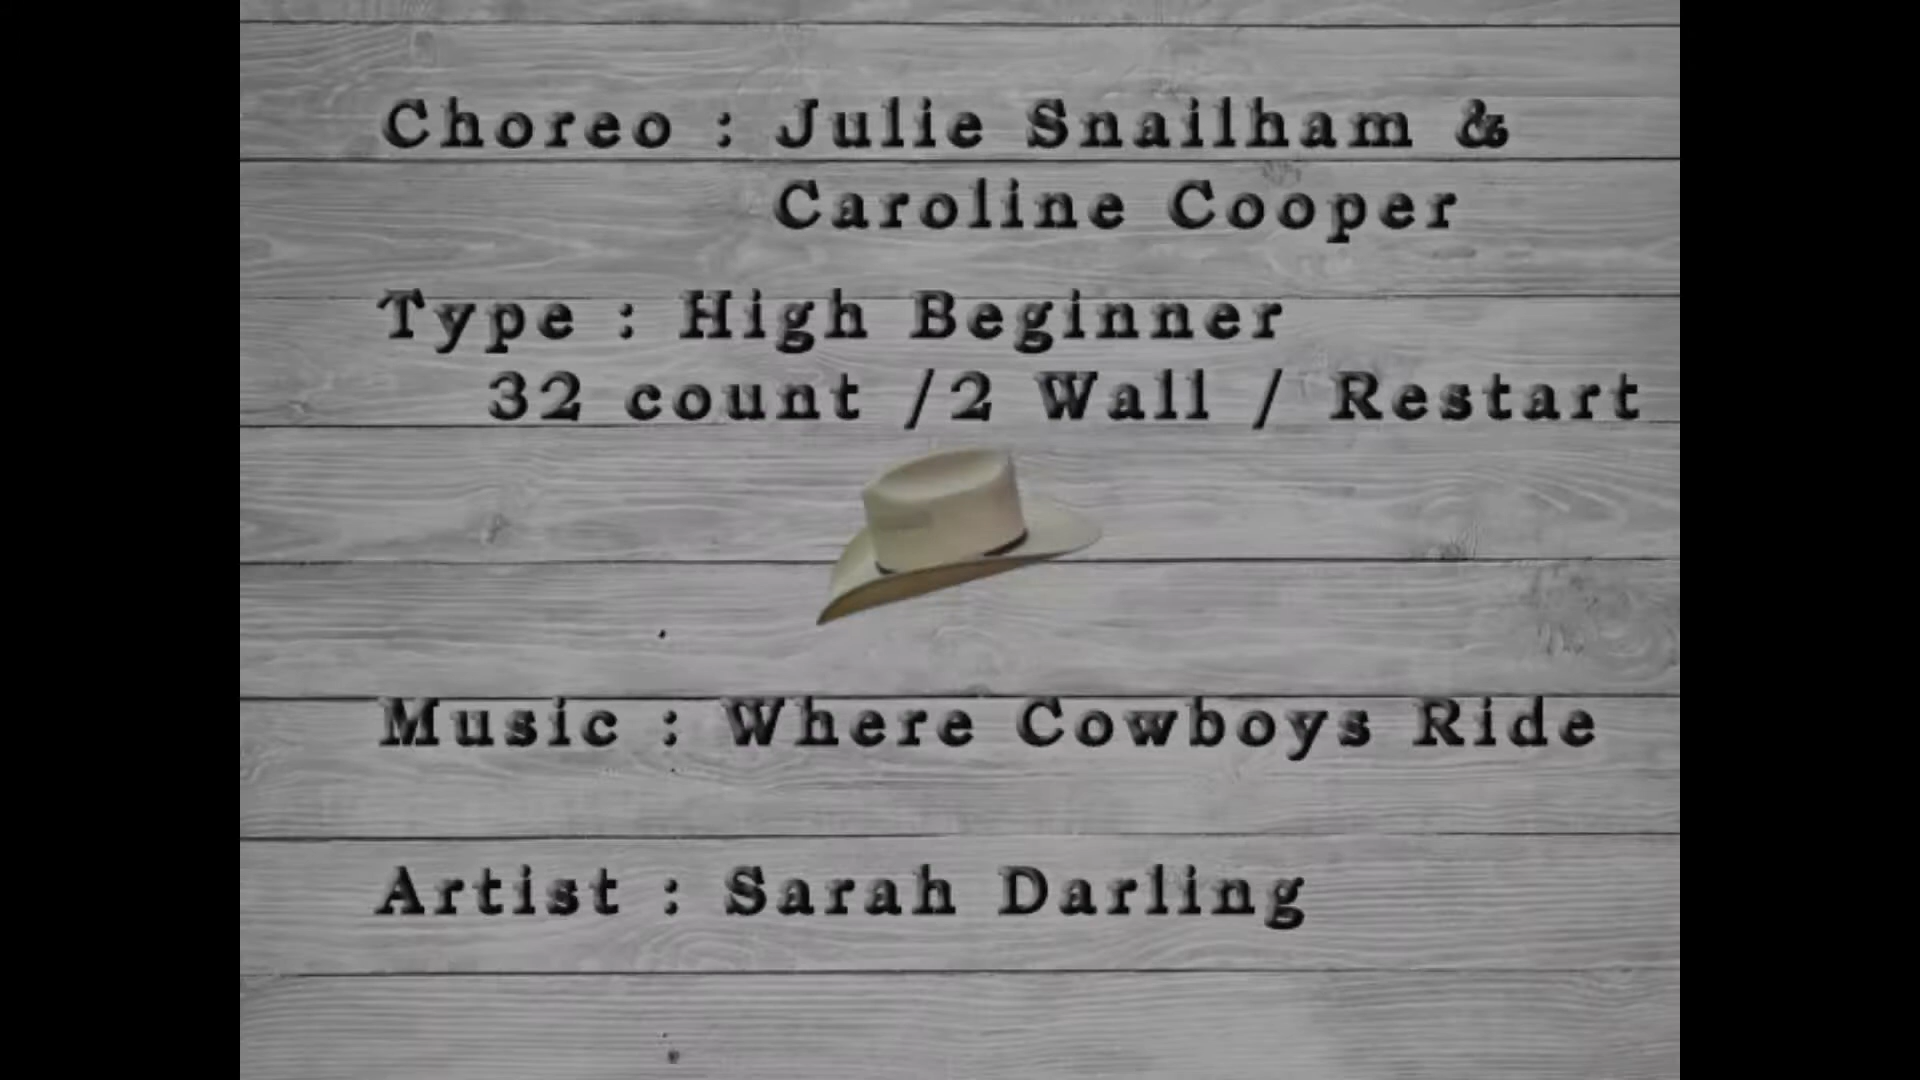 Choreo : Julie Snailham &
Caroline Cooper
Type : High Beginner
32 count /2 Wall / Restart
Music : Where Cowboys Ride
Artist : Sarah Darling